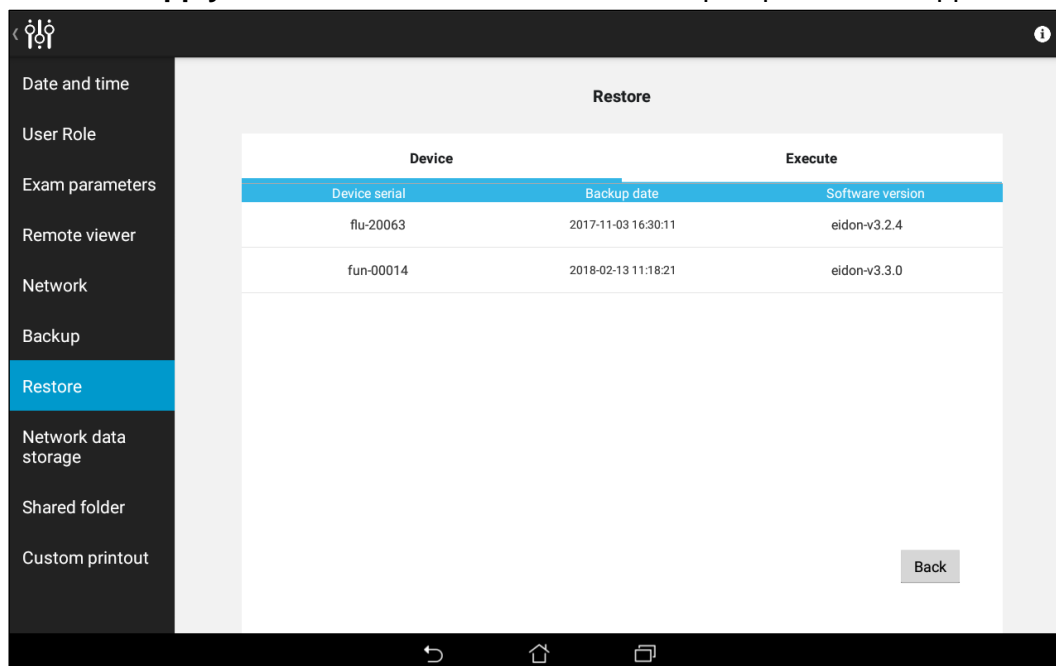 Date and time
User Role
Exam parameters
Remote viewer
Network
Backup
Restore
Network data
storage
Shared folder
Custom printout
Restore
Device Execute
Device serial Backup date Software version
flu-20063 2017-11-03 16:30:11 eidon-v3.2.4
fun-00014 2018-02-13 11:18:21 eidon-v3.3.0
Back